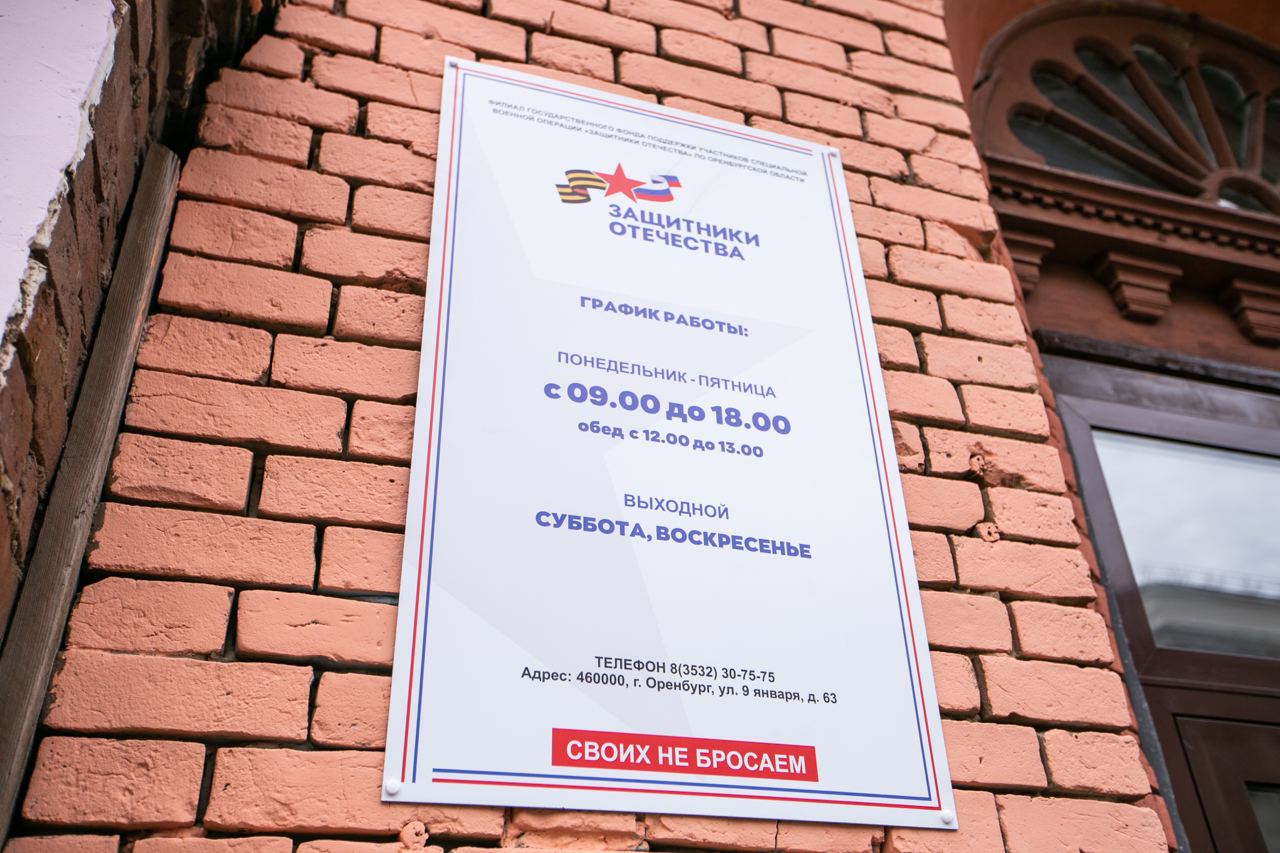 ФИЛИАЛ ГОСУДАРСТВЕННОГО ФОНДА ПОДДЕРЖКИ УЧАСТНИКОВ СПЕЦИАЛЬНОЙ
ВОЕННОЙ ОПЕРАЦИИ «ЗАЩИТНИКИ ОТЕЧЕСТВА» ПО ОРЕНБУРГСКОЙ ОБЛАСТИ
ЗАЩИТНИКИ
ОТЕЧЕСТВА
ГРАФИК РАБОТЫ:
ПОНЕДЕЛЬНИК - ПЯТНИЦА
с 09.00 до 18.00
обед с 12.00 до 13.00
ВЫХОДНОЙ
СУББОТА, ВОСКРЕСЕНЬЕ
ТЕЛЕФОН 8(3532) 30-75-75
Адрес: 460000, г. Оренбург, ул. 9 января, д. 63
СВОИХ НЕ БРОСАЕМ